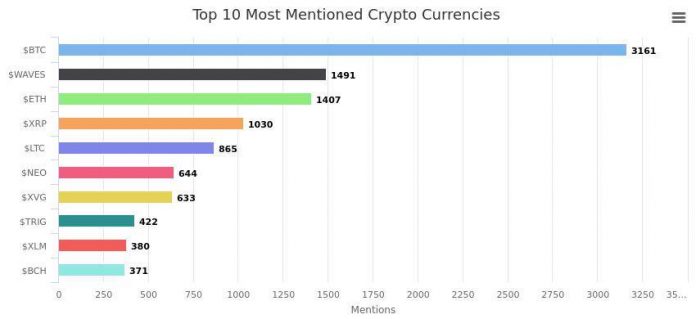 Top 10 Most Mentioned Crypto Currencies
$BTC 3161
$WAVES 1491
$ETH 1407
$XRP 1030
$LTC 865
$NEO 644
$XVG 633
$TRIG 422
$XLM 380
$BCH 371
0 250 500 750 1000 1250 1500 1750 2000 2250 2500 2750 3000 3250 35...
Mentions